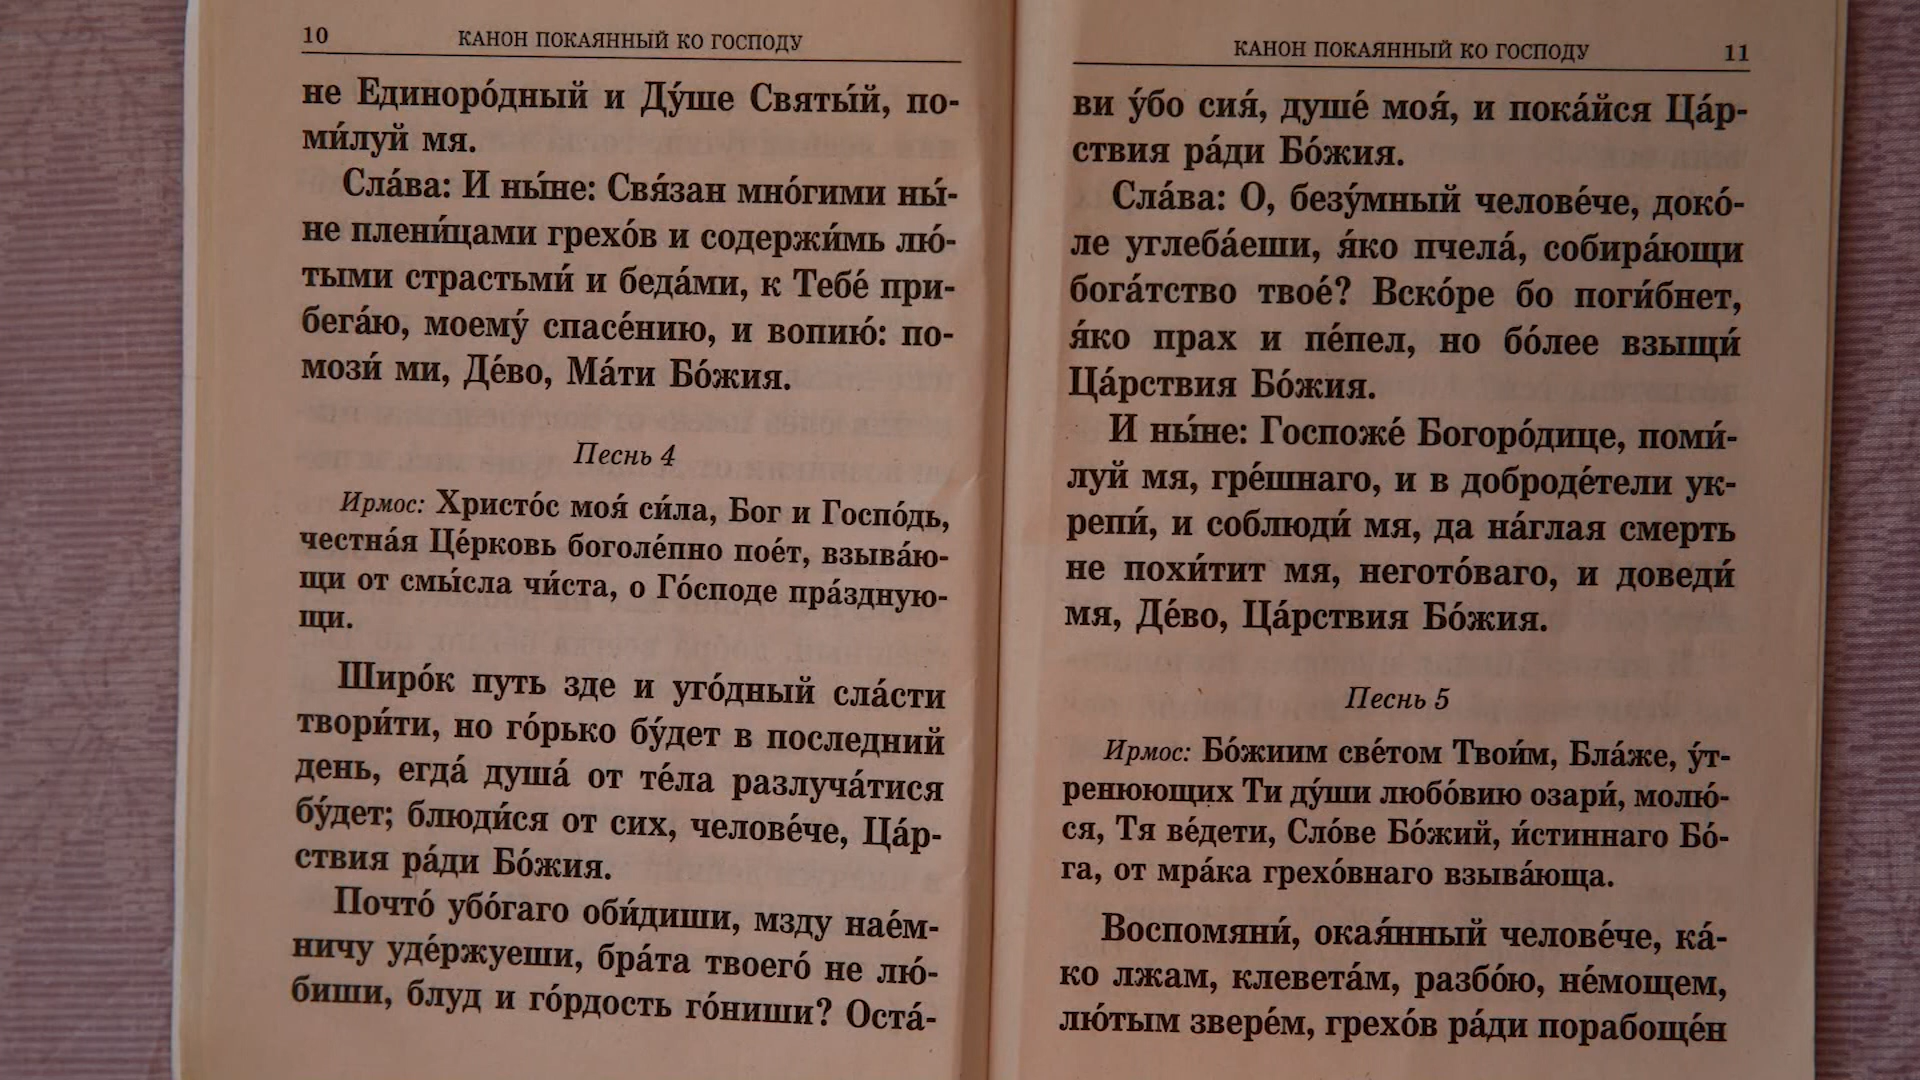 10 КАНОН ПОКАЯННЫЙ КО ГОСПОДУ
не Единоро́дный и Ду́ше Святы́й, по-
ми́луй мя.
Сла́ва: И ны́не: Свя́зан мно́гими ны́-
не плени́цами грехо́в и содержи́мь лю́-
тыми страстьми́ и беда́ми, к Тебе́ при-
бега́ю, моему́ спасе́нию, и вопию́: по-
мози́ ми, Де́во, Ма́ти Бо́жия.
Песнь 4
Ирмос: Христо́с моя́ си́ла, Бог и Госпо́дь,
честна́я Це́рковь боголе́пно пое́т, взыва́ю-
щи от смы́сла чи́ста, о Го́споде пра́здную-
щи.
Широ́к путь зде и уго́дный сла́сти
твори́ти, но го́рько бу́дет в последний
день, егда́ душа́ от те́ла разлуча́тися
бу́дет; блюди́ся от сих, челове́че, Ца́р-
ствия ра́ди Бо́жия.
Почто́ убо́гаго оби́диши, мзду нае́м-
ничу уде́ржуеши, бра́та твоего́ не лю́-
биши, блуд и го́рдость го́ниши? Оста́-
КАНОН ПОКАЯННЫЙ КО ГОСПОДУ 11
ви у́бо сия́, душе́ моя́, и пока́йся Ца́р-
ствия ра́ди Бо́жия.
Сла́ва: О, безу́мный челове́че, доко́-
ле углеба́еши, я́ко пчела́, собира́ющи
бога́тство твое́? Вско́ре бо поги́бнет,
я́ко прах и пе́пел, но бо́лее взыщи́
Ца́рствия Бо́жия.
И ны́не: Госпоже́ Богоро́дице, поми́-
луй мя, гре́шнаго, и в доброде́тели ук-
репи́, и соблюди́ мя, да на́глая смерть
не похи́тит мя, негото́ваго, и доведи́
мя, Де́во, Ца́рствия Бо́жия.
Песнь 5
Ирмос: Бо́жиим све́том Твои́м, Бла́же, у́т-
ренюющих Ти ду́ши любо́вию озари́, молю́-
ся, Тя ве́дети, Сло́ве Бо́жий, и́стиннаго Бо́-
га, от мра́ка грехо́внаго взыва́юща.
Воспомяни́, окая́нный челове́че, ка́-
ко лжам, клевета́м, разбо́ю, не́мощем,
лю́тым звере́м, грехо́в ра́ди порабоще́н